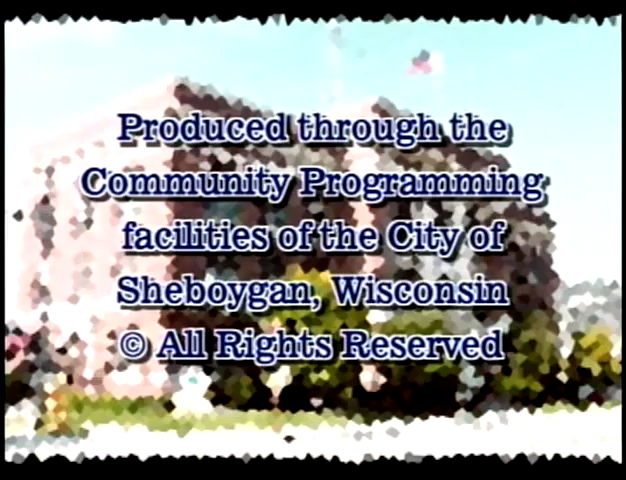 Produced through the
Community Programming
facilities of the City of
Sheboygan, Wisconsin
© All Rights Reserved